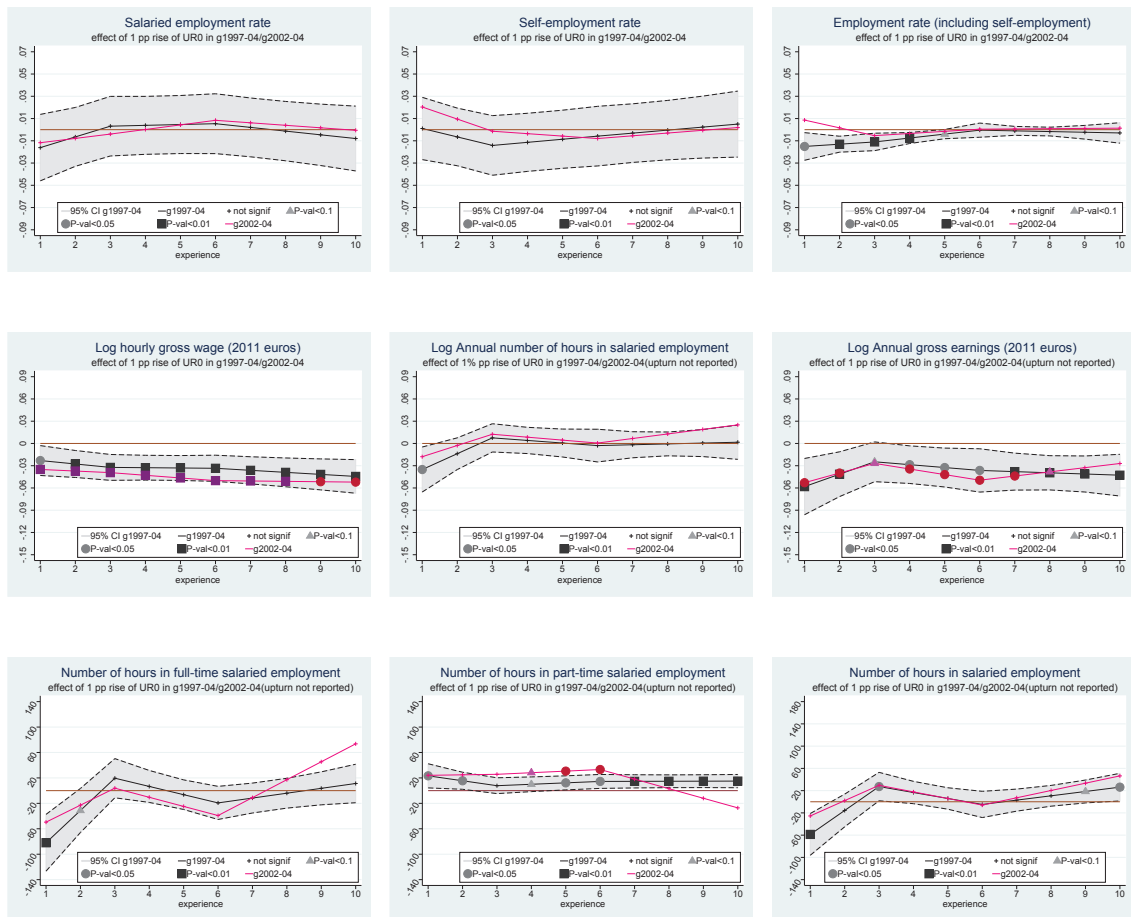 Salaried employment rate
effect of 1 pp rise of UR0 in g1997-04/g2002-04
.07
.05
.03
.01
-.01
-.03
-.05
-.07
-.09
95% CI g1997-04 g1997-04 not signif P-val<0.1
P-val<0.05 P-val<0.01 g2002-04
1 2 3 4 5 6 7 8 9 10
experience
Self-employment rate
effect of 1 pp rise of UR0 in g1997-04/g2002-04
.07
.05
.03
.01
-.01
-.03
-.05
-.07
-.09
95% CI g1997-04 g1997-04 not signif P-val<0.1
P-val<0.05 P-val<0.01 g2002-04
1 2 3 4 5 6 7 8 9 10
experience
Employment rate (including self-employment)
effect of 1 pp rise of UR0 in g1997-04/g2002-04
.07
.05
.03
.01
-.01
-.03
-.05
-.07
-.09
95% CI g1997-04 g1997-04 not signif P-val<0.1
P-val<0.05 P-val<0.01 g2002-04
1 2 3 4 5 6 7 8 9 10
experience
Log hourly gross wage (2011 euros)
effect of 1 pp rise of UR0 in g1997-04/g2002-04
.09
.06
.03
0
-.03
-.06
-.09
-.12
-.15
95% CI g1997-04 g1997-04 not signif P-val<0.1
P-val<0.05 P-val<0.01 g2002-04
1 2 3 4 5 6 7 8 9 10
experience
Log Annual number of hours in salaried employment
effect of 1% pp rise of UR0 in g1997-04/g2002-04(upturn not reported)
.09
.06
.03
0
-.03
-.06
-.09
-.12
-.15
95% CI g1997-04 g1997-04 not signif P-val<0.1
P-val<0.05 P-val<0.01 g2002-04
1 2 3 4 5 6 7 8 9 10
experience
Log Annual gross earnings (2011 euros)
effect of 1 pp rise of UR0 in g1997-04/g2002-04(upturn not reported)
.09
.06
.03
0
-.03
-.06
-.09
-.12
-.15
95% CI g1997-04 g1997-04 not signif P-val<0.1
P-val<0.05 P-val<0.01 g2002-04
1 2 3 4 5 6 7 8 9 10
experience
Number of hours in full-time salaried employment
effect of 1 pp rise of UR0 in g1997-04/g2002-04(upturn not reported)
140
100
60
20
-20
-60
-100
-140
95% CI g1997-04 g1997-04 not signif P-val<0.1
P-val<0.05 P-val<0.01 g2002-04
1 2 3 4 5 6 7 8 9 10
experience
Number of hours in part-time salaried employment
effect of 1 pp rise of UR0 in g1997-04/g2002-04(upturn not reported)
140
100
60
20
-20
-60
-100
-140
95% CI g1997-04 g1997-04 not signif P-val<0.1
P-val<0.05 P-val<0.01 g2002-04
1 2 3 4 5 6 7 8 9 10
experience
Number of hours in salaried employment
effect of 1 pp rise of UR0 in g1997-04/g2002-04(upturn not reported)
180
140
100
60
20
-20
-60
-100
-140
95% CI g1997-04 g1997-04 not signif P-val<0.1
P-val<0.05 P-val<0.01 g2002-04
1 2 3 4 5 6 7 8 9 10
experience